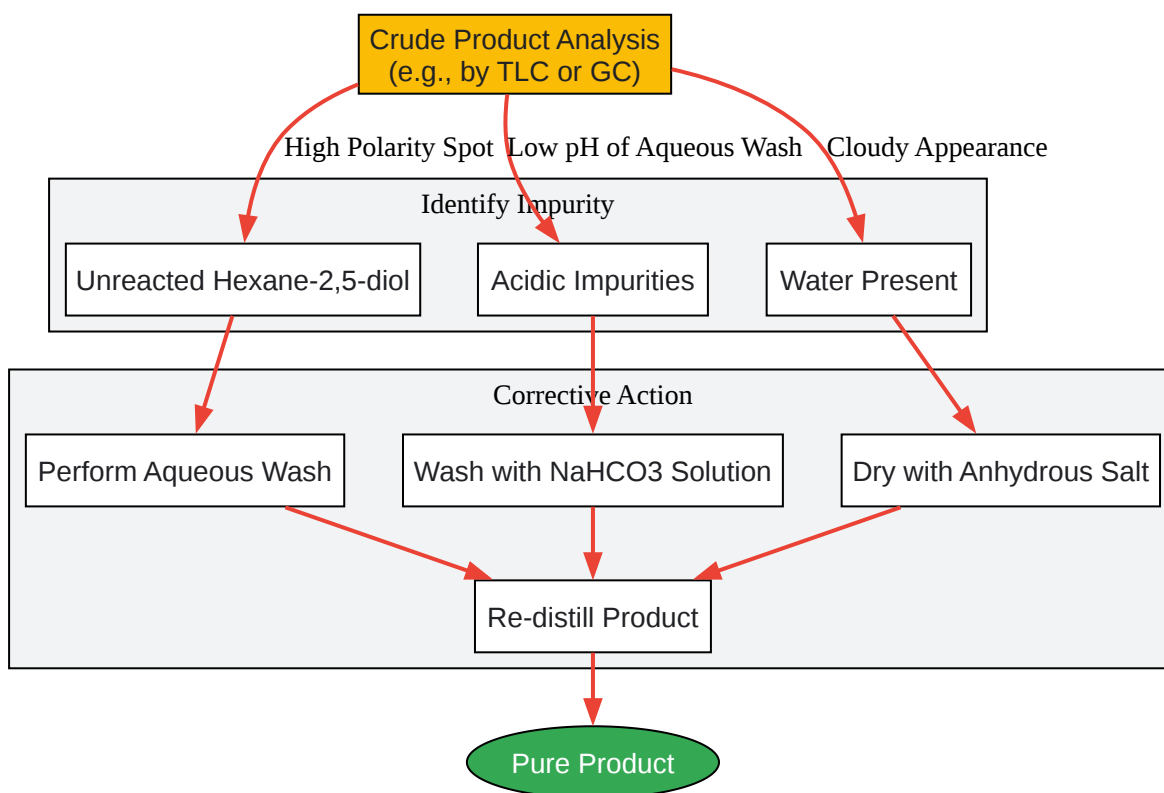 Crude Product Analysis
(e.g., by TLC or GC)
High Polarity Spot
Low pH of Aqueous Wash
Cloudy Appearance
Identify Impurity
Unreacted Hexane-2,5-diol
Acidic Impurities
Water Present
Corrective Action
Perform Aqueous Wash
Wash with NaHCO3 Solution
Dry with Anhydrous Salt
Re-distill Product
Pure Product